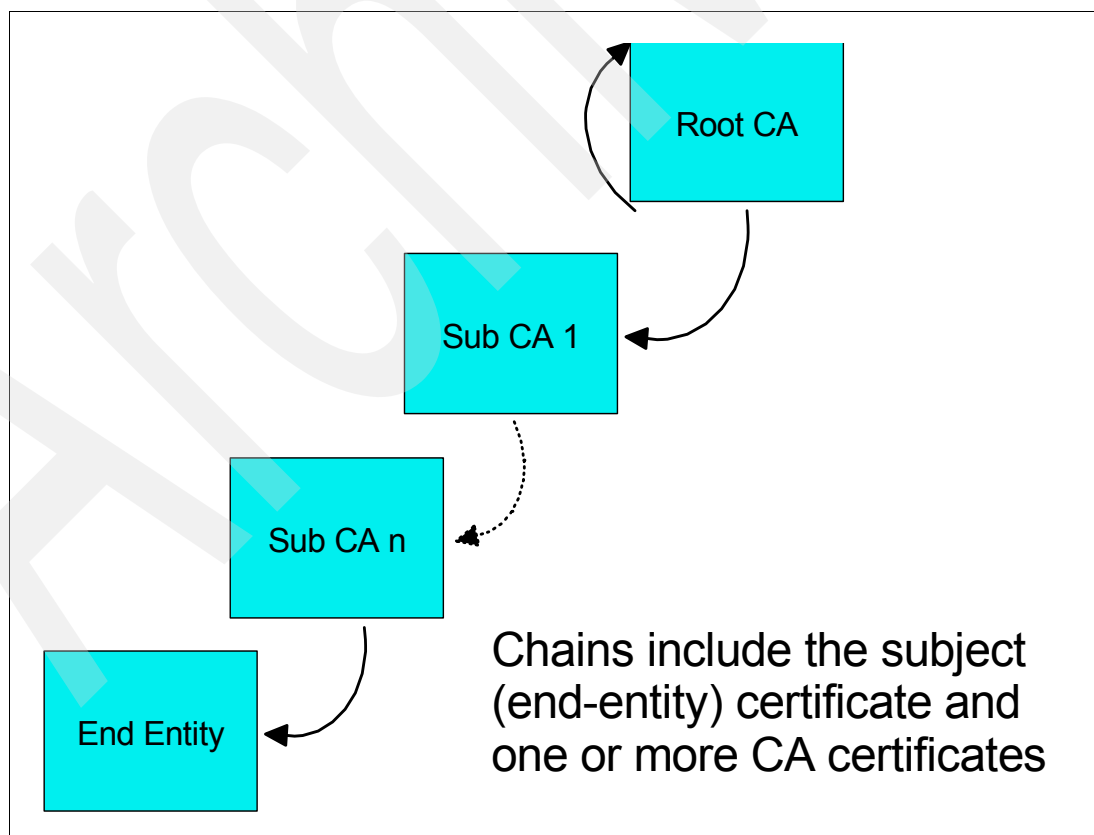 Root CA
Sub CA 1
Sub CA n
End Entity
Chains include the subject
(end-entity) certificate and
one or more CA certificates